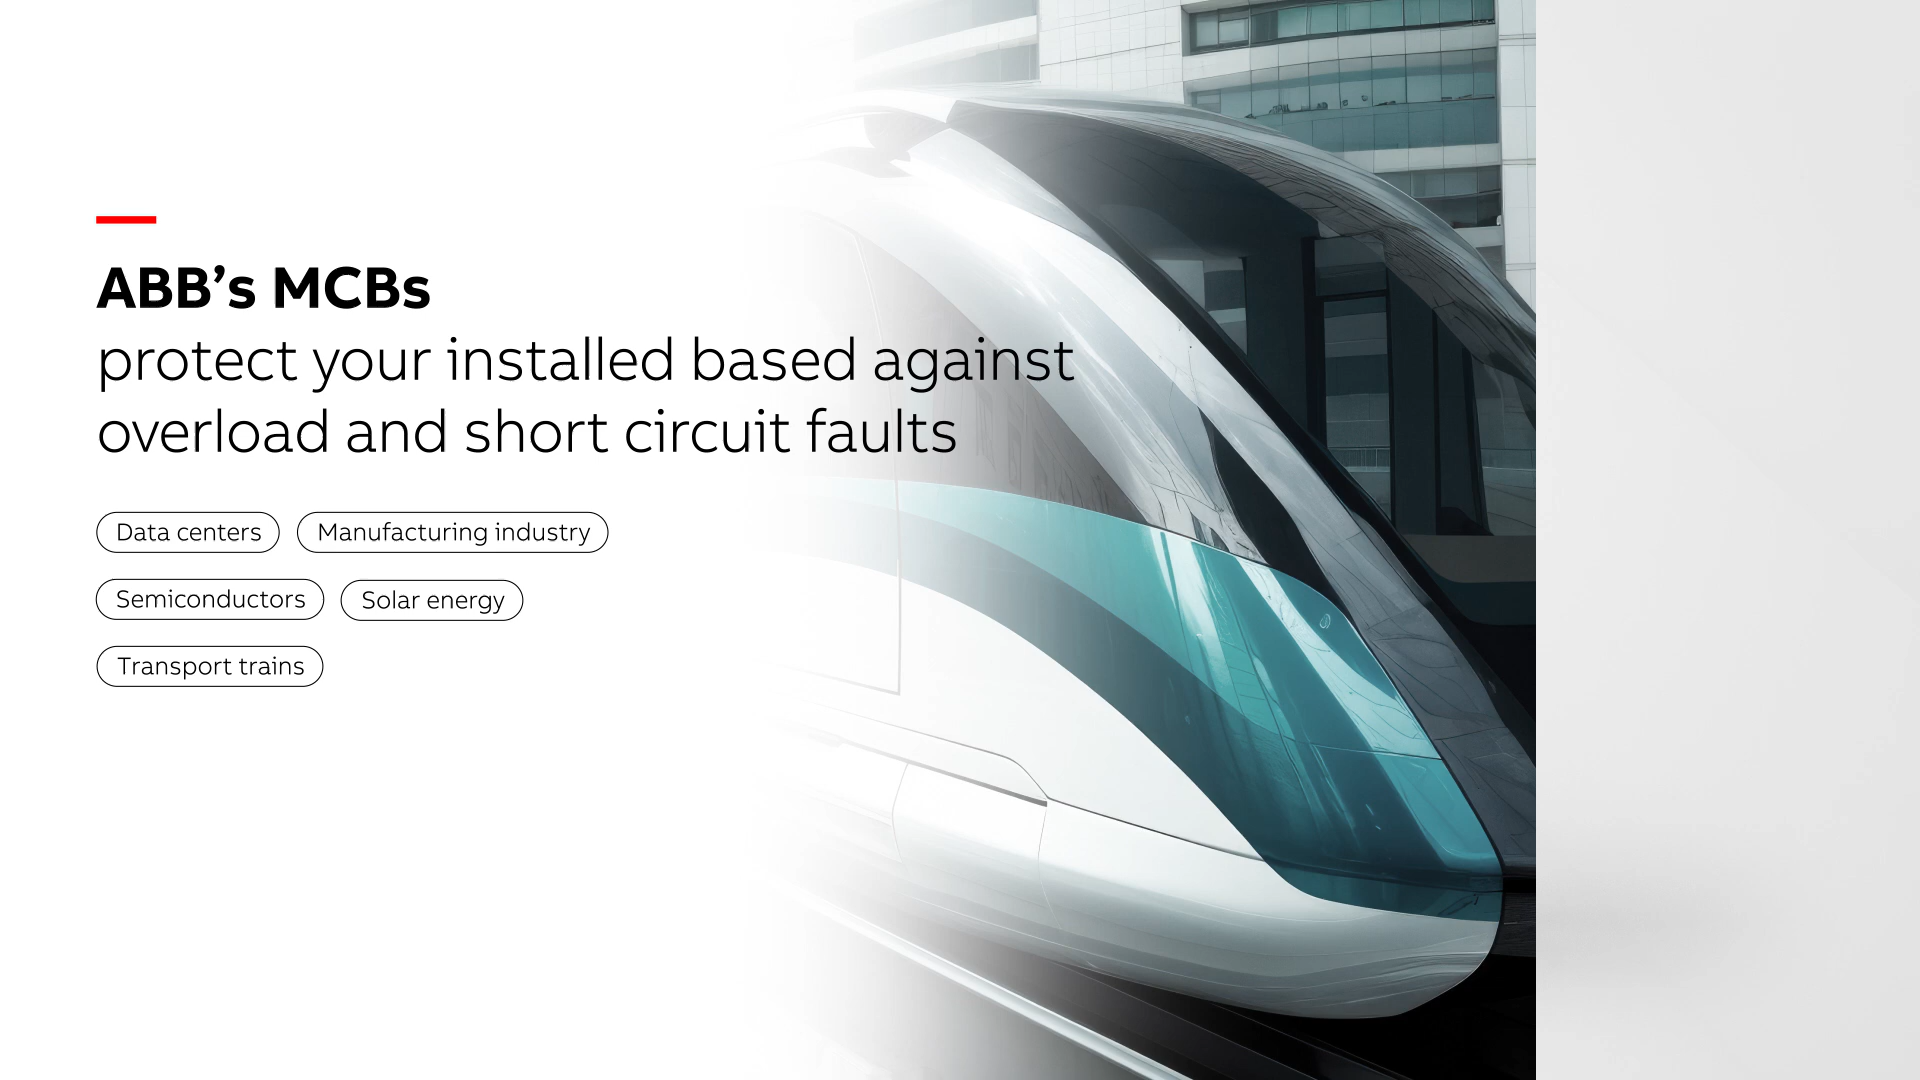 ABB’s MCBs
protect your installed based against
overload and short circuit faults
Data centers
Manufacturing industry
Semiconductors
Solar energy
Transport trains